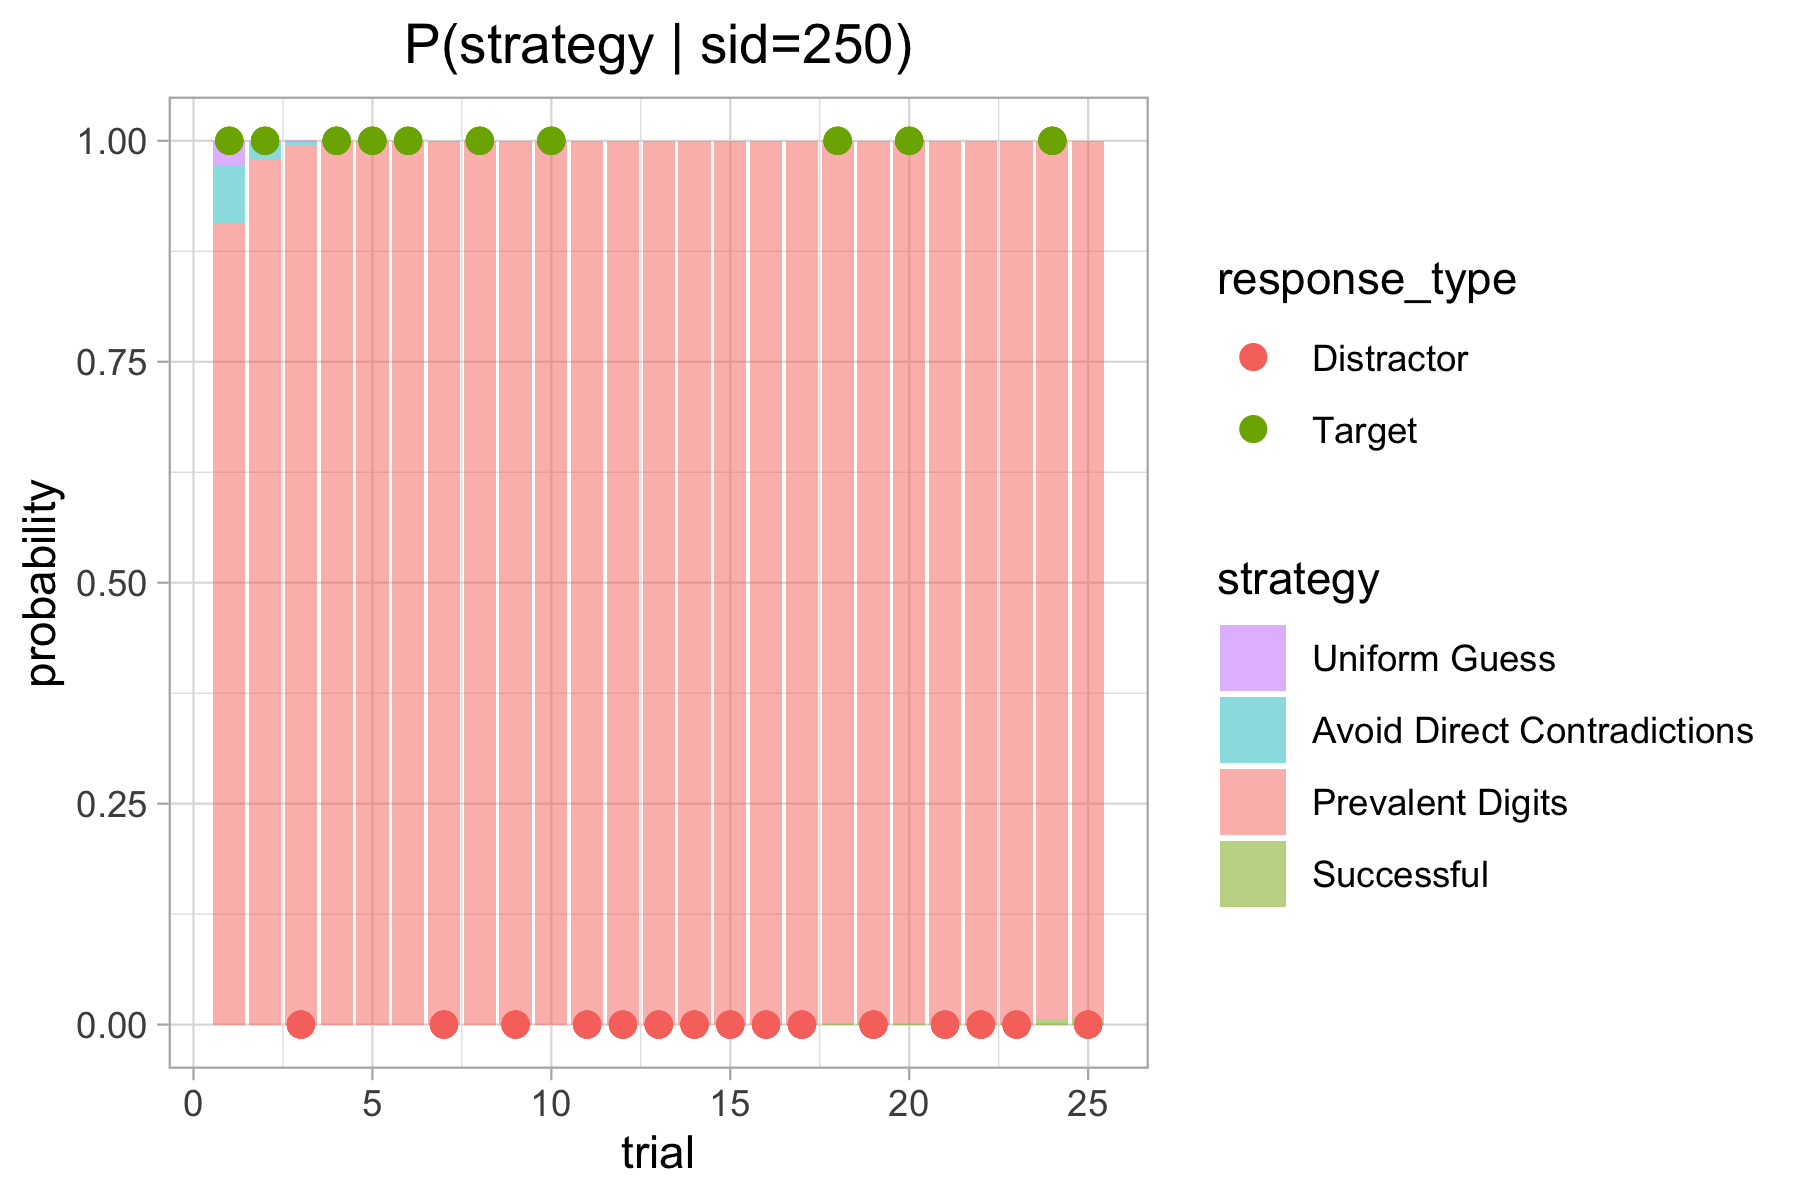 P(strategy | sid=250)
probability
1.00
0.75
0.50
0.25
0.00
0 5 10 15 20 25
trial
response_type
Distractor
Target
strategy
Uniform Guess
Avoid Direct Contradictions
Prevalent Digits
Successful